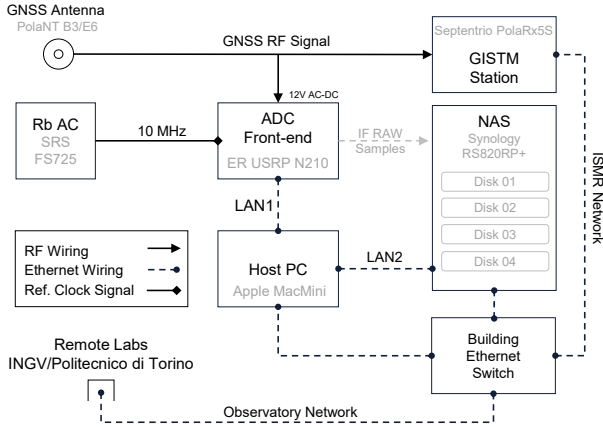 GNSS Antenna
PolaNT B3/E6
GNSS RF Signal
Septentrio PolaRx5S
GISTM
Station
12V AC-DC
Rb AC
SRS
FS725
10 MHz
ADC
Front-end
ER USRP N210
IF RAW
Samples
NAS
Synology
RS820RP+
Disk 01
Disk 02
Disk 03
Disk 04
ISMR Network
LAN1
RF Wiring
Ethernet Wiring
Ref. Clock Signal
Host PC
Apple MacMini
LAN2
Remote Labs
INGV/Politecnico di Torino
Building
Ethernet
Switch
Observatory Network